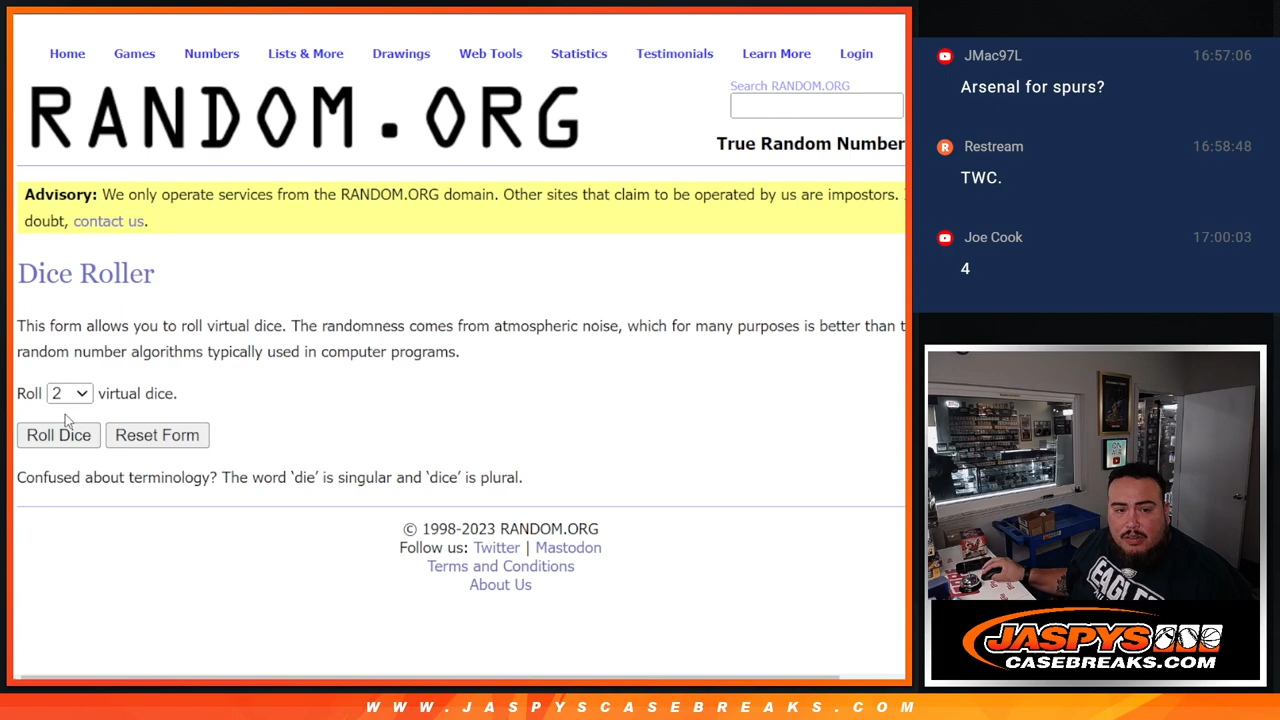 Home Games Numbers Lists & More Drawings Web Tools Statistics Testimonials Learn More Login
RANDOM.ORG
Search RANDOM.ORG
True Random Number
Advisory: We only operate services from the RANDOM.ORG domain. Other sites that claim to be operated by us are impostors.
doubt, contact us.
Dice Roller
This form allows you to roll virtual dice. The randomness comes from atmospheric noise, which for many purposes is better than t
random number algorithms typically used in computer programs.
Roll 2 virtual dice.
Roll Dice Reset Form
Confused about terminology? The word ‘die’ is singular and ‘dice’ is plural.
© 1998-2023 RANDOM.ORG
Follow us: Twitter | Mastodon
Terms and Conditions
About Us
JMac97L 16:57:06
Arsenal for spurs?
R Restream 16:58:48
TWC.
Joe Cook 17:00:03
4
EAGLES
JASPYS
CASEBREAKS.COM
WWW.JASPYSCASEBREAKS.COM